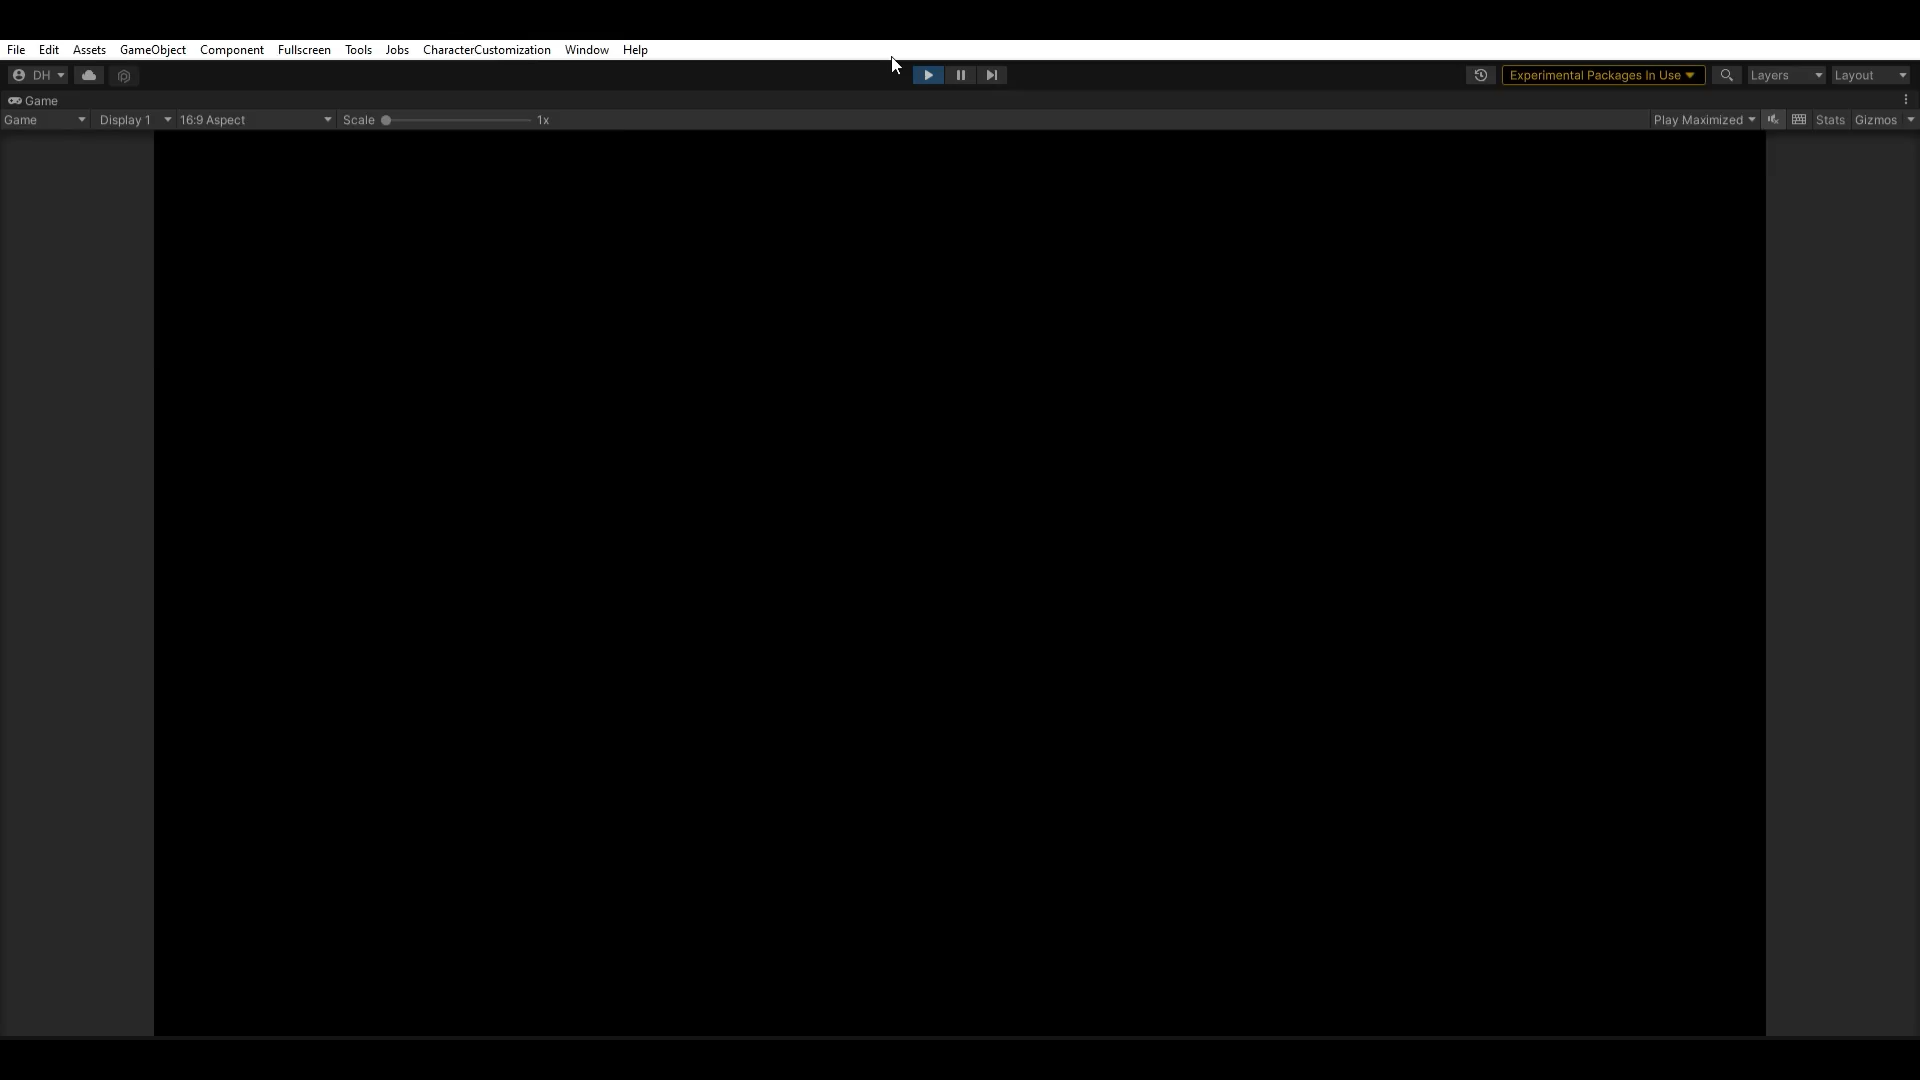 File Edit Assets GameObject Component Fullscreen Tools Jobs CharacterCustomization Window Help
DH Experimental Packages In Use Layers Layout
Game
Game Display 1 16:9 Aspect Scale 1x Play Maximized Stats Gizmos